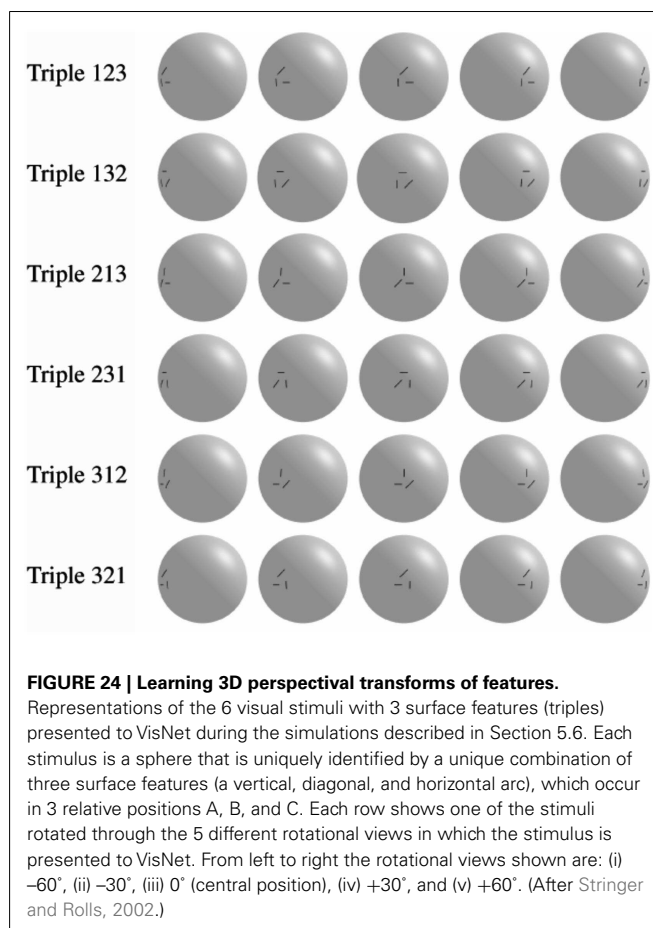 Triple 123
Triple 132
Triple 213
Triple 231
Triple 312
Triple 321
FIGURE 24 | Learning 3D perspectival transforms of features.
Representations of the 6 visual stimuli with 3 surface features (triples)
presented to VisNet during the simulations described in Section 5.6. Each
stimulus is a sphere that is uniquely identified by a unique combination of
three surface features (a vertical, diagonal, and horizontal arc), which occur
in 3 relative positions A, B, and C. Each row shows one of the stimuli
rotated through the 5 different rotational views in which the stimulus is
presented to VisNet. From left to right the rotational views shown are: (i)
–60˚, (ii) –30˚, (iii) 0˚ (central position), (iv) +30˚, and (v) +60˚. (After Stringer
and Rolls, 2002.)